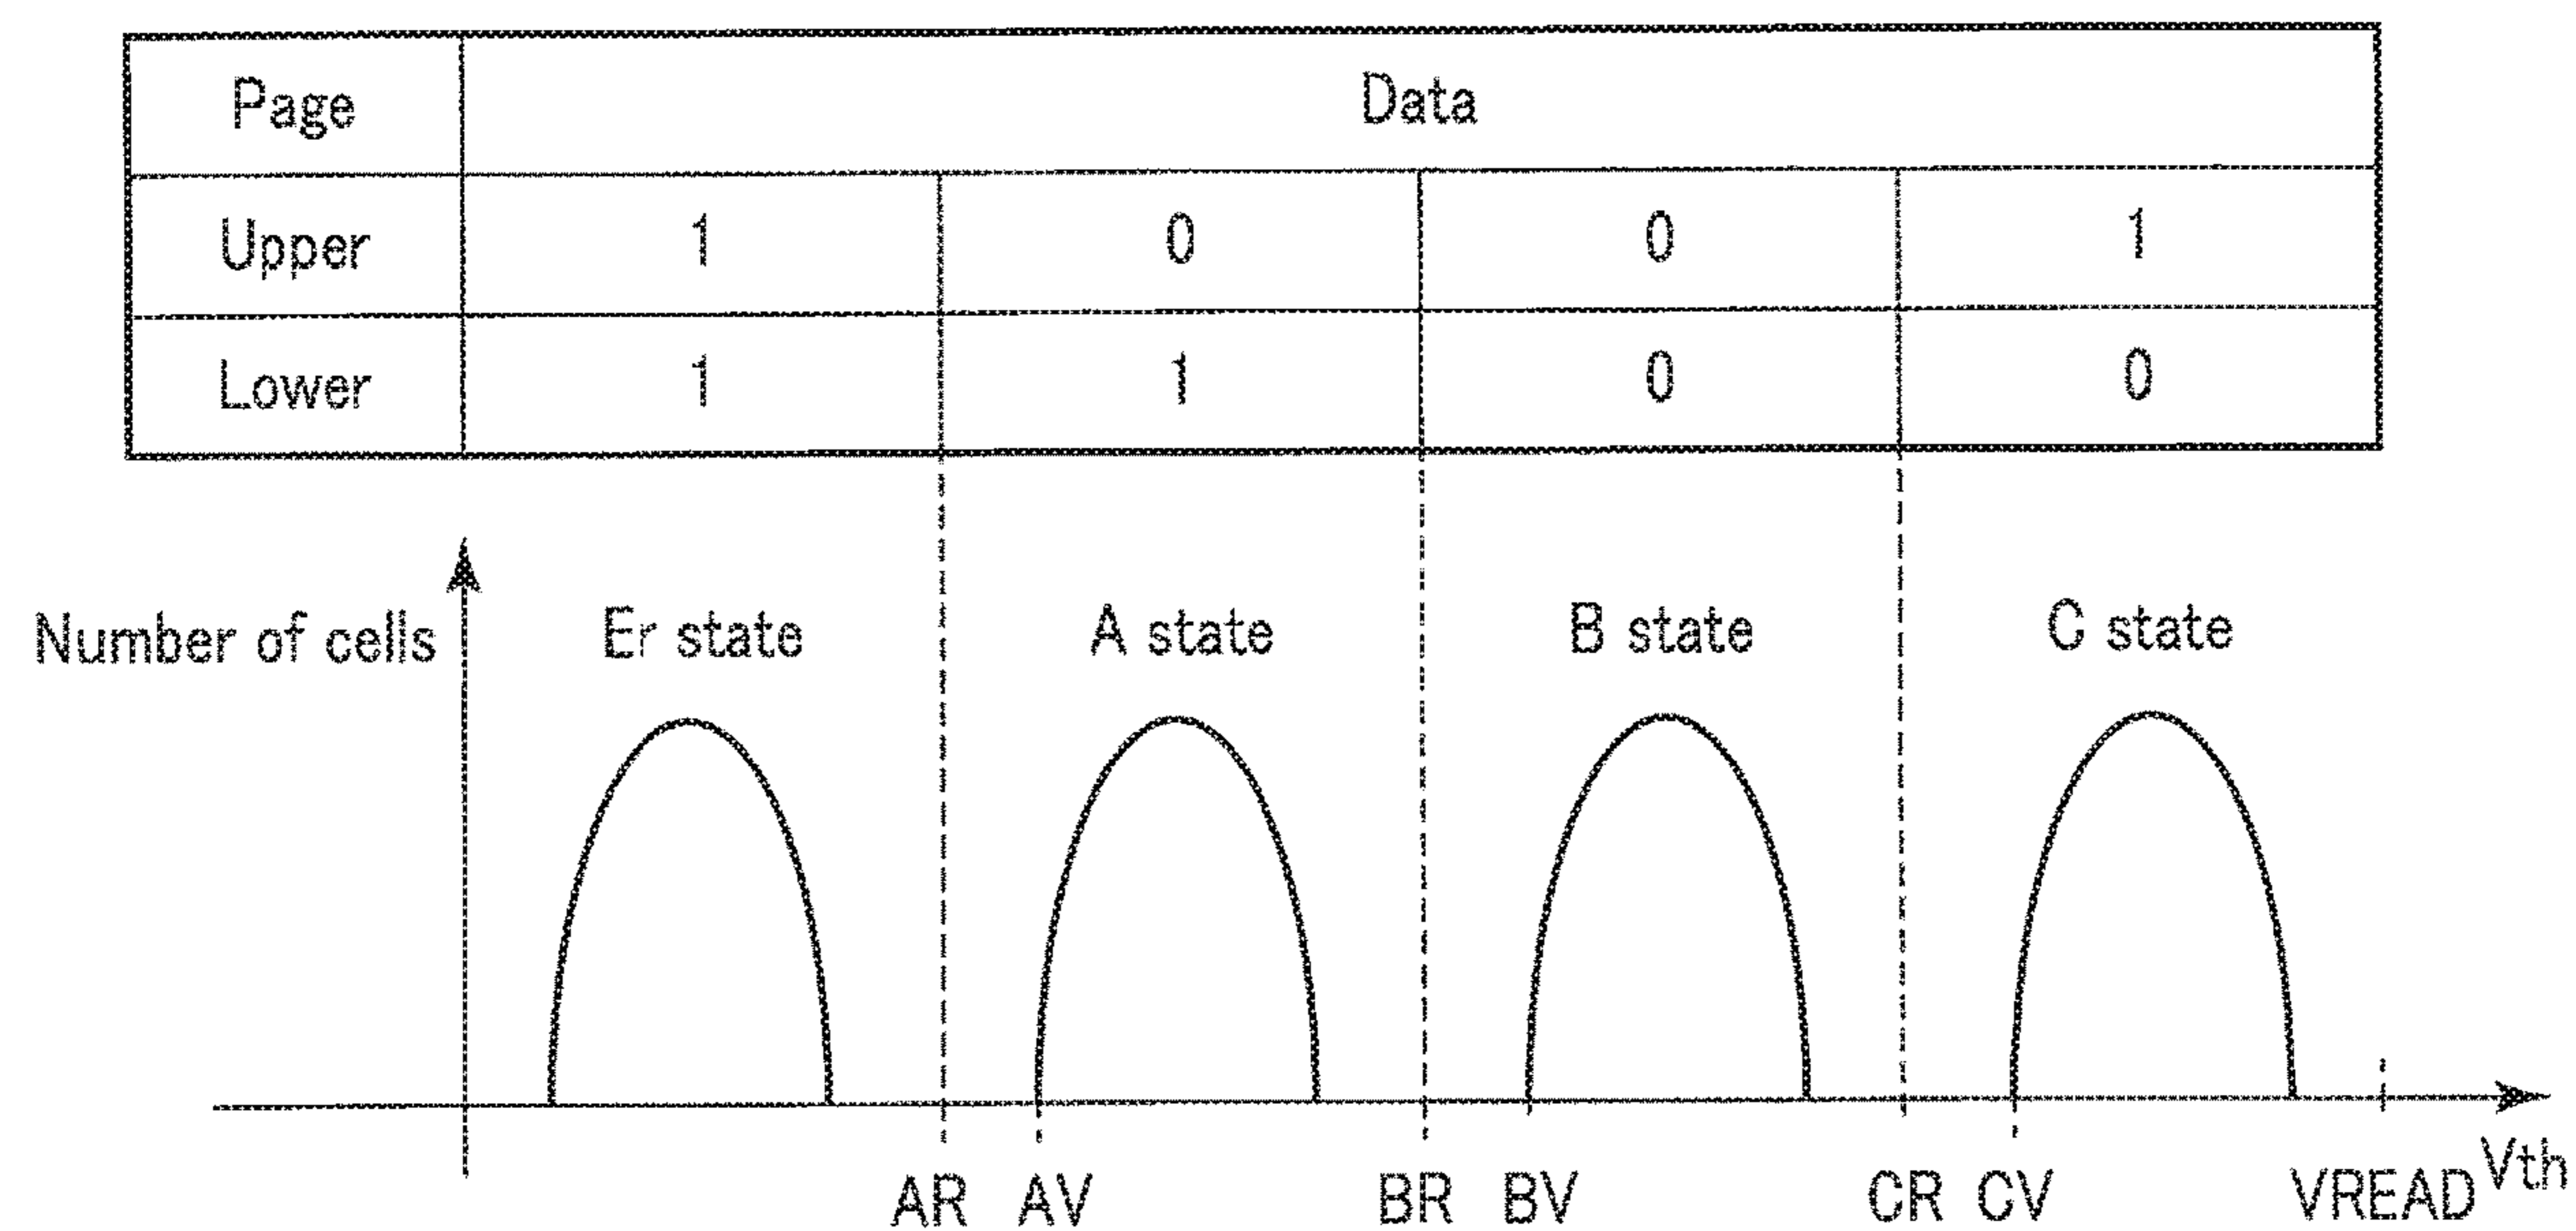 Page Data
Upper 1 0 0 1
Lower 1 1 0 0
Number of cells Er state A state B state C state
AR AV BR BV CR CV VREAD Vth